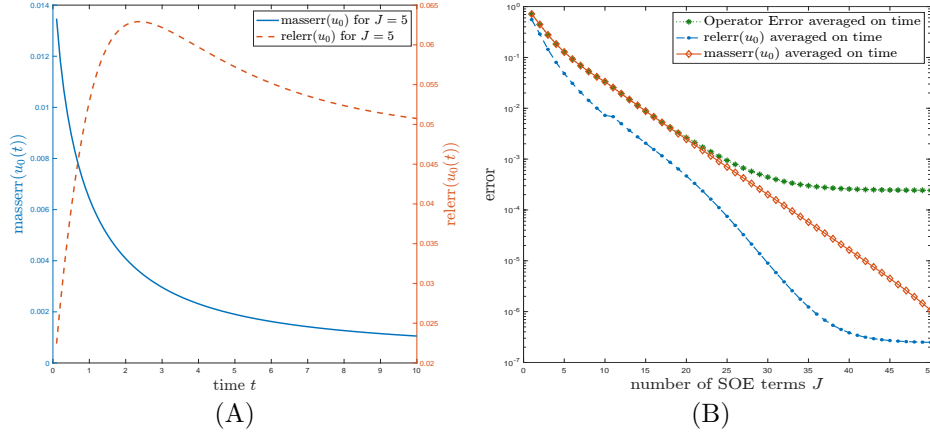 masserr(u₀) for J = 5
relerr(u₀) for J = 5
0.014
0.012
0.01
0.008
0.006
0.004
0.002
0
masserr(u₀(t))
0.065
0.06
0.055
0.05
0.045
0.04
0.035
0.03
0.025
0.02
relerr(u₀(t))
0 1 2 3 4 5 6 7 8 9 10
time t
(A)
Operator Error averaged on time
relerr(u₀) averaged on time
masserr(u₀) averaged on time
10⁰
10⁻¹
10⁻²
10⁻³
10⁻⁴
10⁻⁵
10⁻⁶
10⁻⁷
error
0 5 10 15 20 25 30 35 40 45 50
number of SOE terms J
(B)